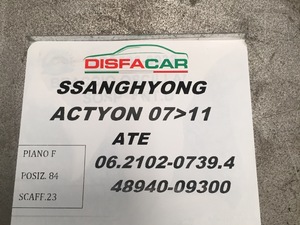 DISFACAR
SSANGHYONG
ACTYON 07>11
ATE
06.2102-0739.4
48940-09300
PIANO F
POSIZ. 84
SCAFF.23